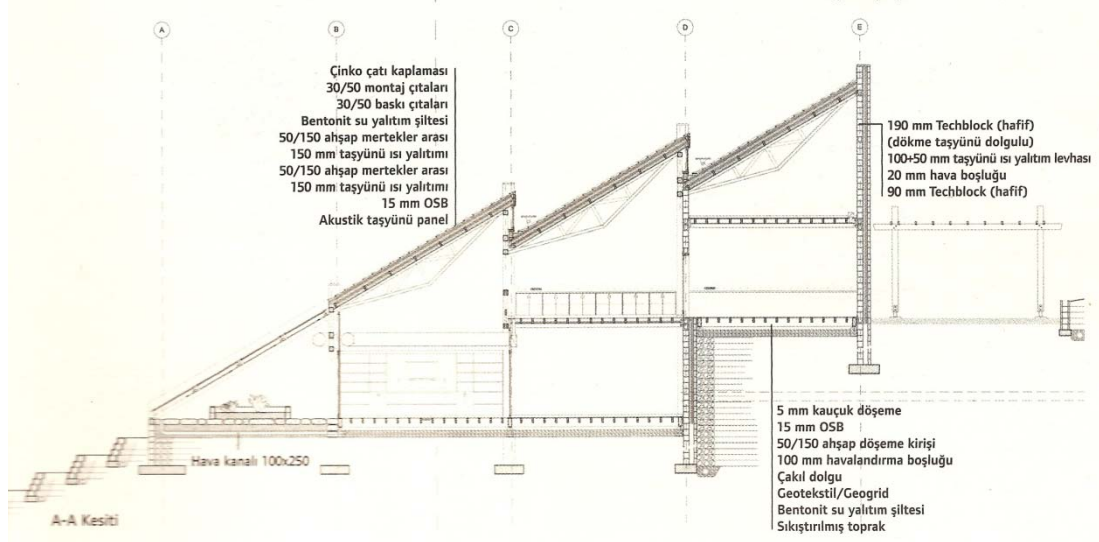 A
B
C
D
E
Çinko çatı kaplaması
30/50 montaj çıtaları
30/50 baskı çıtaları
Bentonit su yalıtım şiltesi
50/150 ahşap mertekler arası
150 mm taşyünü ısı yalıtımı
50/150 ahşap mertekler arası
150 mm taşyünü ısı yalıtımı
15 mm OSB
Akustik taşyünü panel
190 mm Techblock (hafif)
(dökme taşyünü dolgulu)
100+50 mm taşyünü ısı yalıtım levhası
20 mm hava boşluğu
90 mm Techblock (hafif)
5 mm kauçuk döşeme
15 mm OSB
50/150 ahşap döşeme kirişi
100 mm havalandırma boşluğu
Çakıl dolgu
Geotekstil/Geogrid
Bentonit su yalıtım şiltesi
Sıkıştırılmış toprak
Hava kanalı 100x250
A-A Kesiti